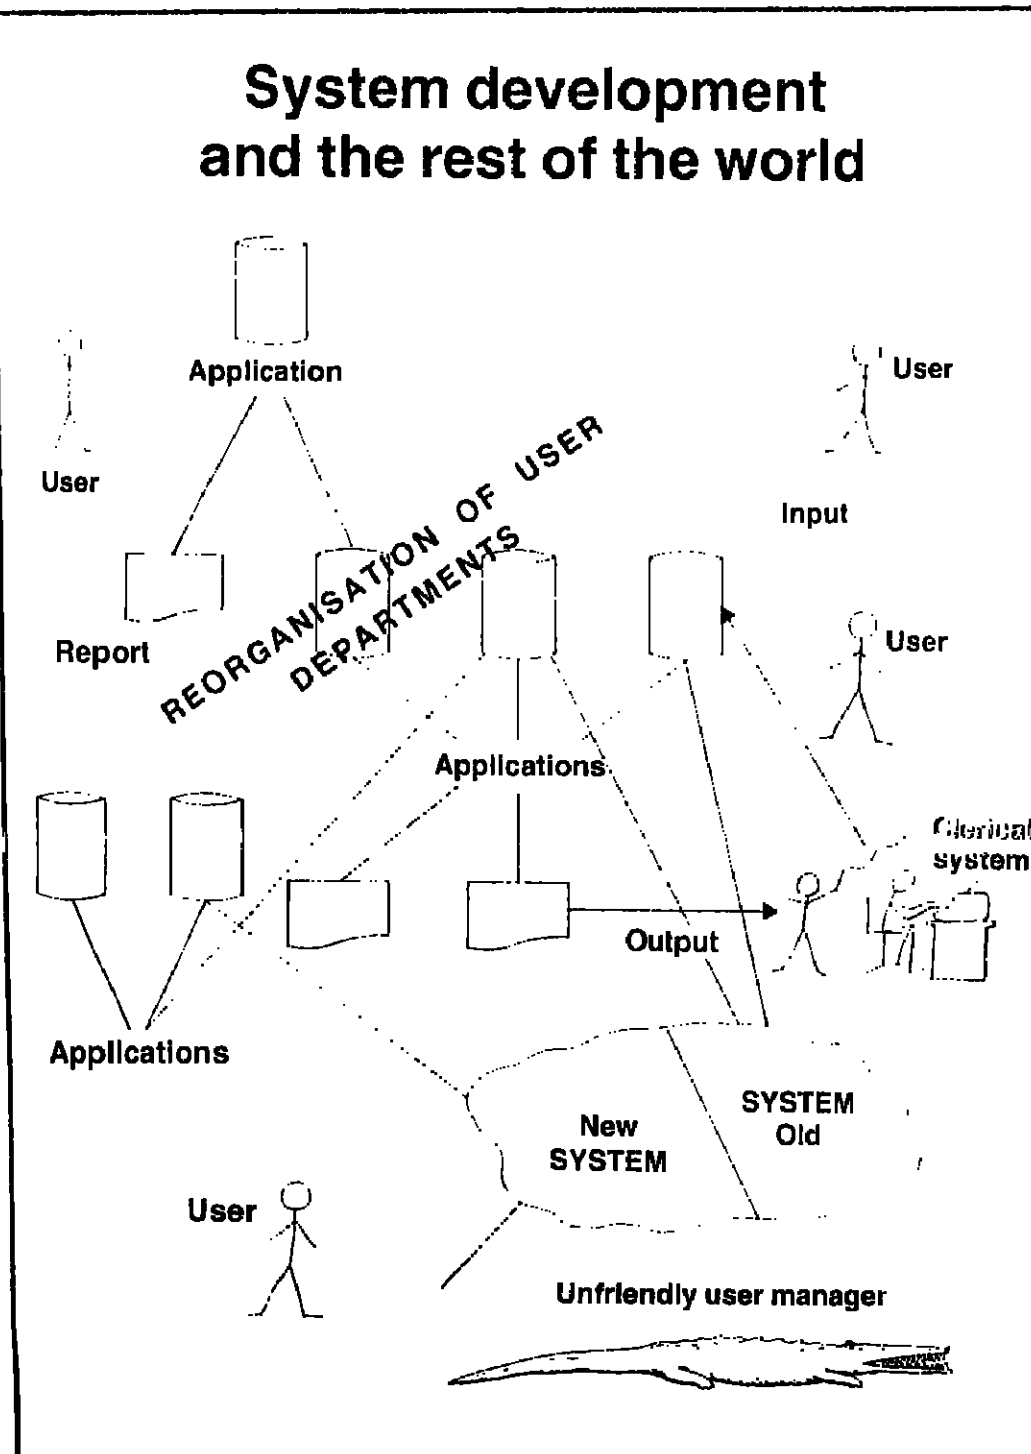 System development
and the rest of the world
Application
User
User
Input
REORGANISATION OF USER
DEPARTMENTS
Report
User
Applications
Clerical
system
Output
Applications
New
SYSTEM
SYSTEM
Old
User
Unfriendly user manager